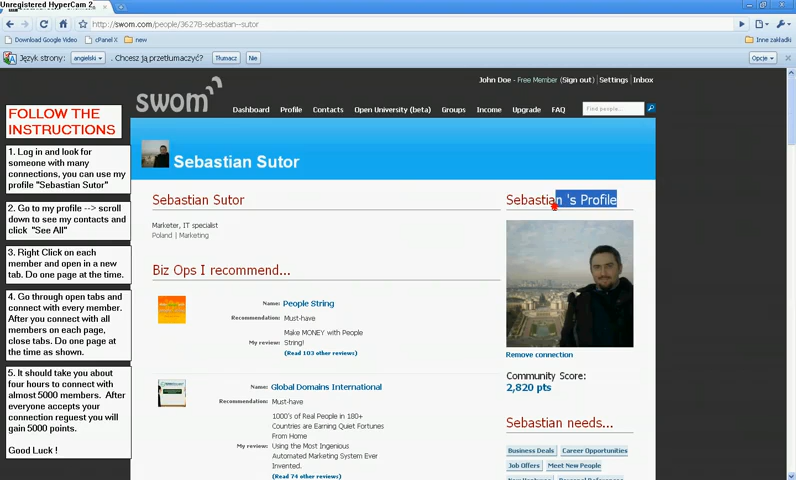 Unregistered HyperCam 2
http://swom.com/people/36278-sebastian--sutor
Download Google Video cPanel X new Inne zakładki
Język strony: angielski . Chcesz ją przetłumaczyć? Tłumacz Nie Opcje
John Doe - Free Member (Sign out) Settings Inbox
swom
Dashboard Profile Contacts Open University (beta) Groups Income Upgrade FAQ Find people...
FOLLOW THE
INSTRUCTIONS
1. Log in and look for
someone with many
connections, you can use my
profile "Sebastian Sutor"
2. Go to my profile --> scroll
down to see my contacts and
click "See All"
3. Right Click on each
member and open in a new
tab. Do one page at the time.
4. Go through open tabs and
connect with every member.
After you connect with all
members on each page,
close tabs. Do one page at
the time as shown.
5. It should take you about
four hours to connect with
almost 5000 members. After
everyone accepts your
connection reguest you will
gain 5000 points.
Good Luck !
Sebastian Sutor
Sebastian Sutor
Marketer, IT specialist
Poland | Marketing
Biz Ops I recommend...
Name: People String
Recommendation: Must-have
Make MONEY with People
My review: String!
(Read 103 other reviews)
Name: Global Domains International
Recommendation: Must-have
1000's of Real People in 180+
Countries are Earning Quiet Fortunes
From Home
My review: Using the Most Ingenious
Automated Marketing System Ever
Invented.
(Read 74 other reviews)
Sebastian 's Profile
Remove connection
Community Score:
2,820 pts
Sebastian needs...
Business Deals Career Opportunities
Job Offers Meet New People